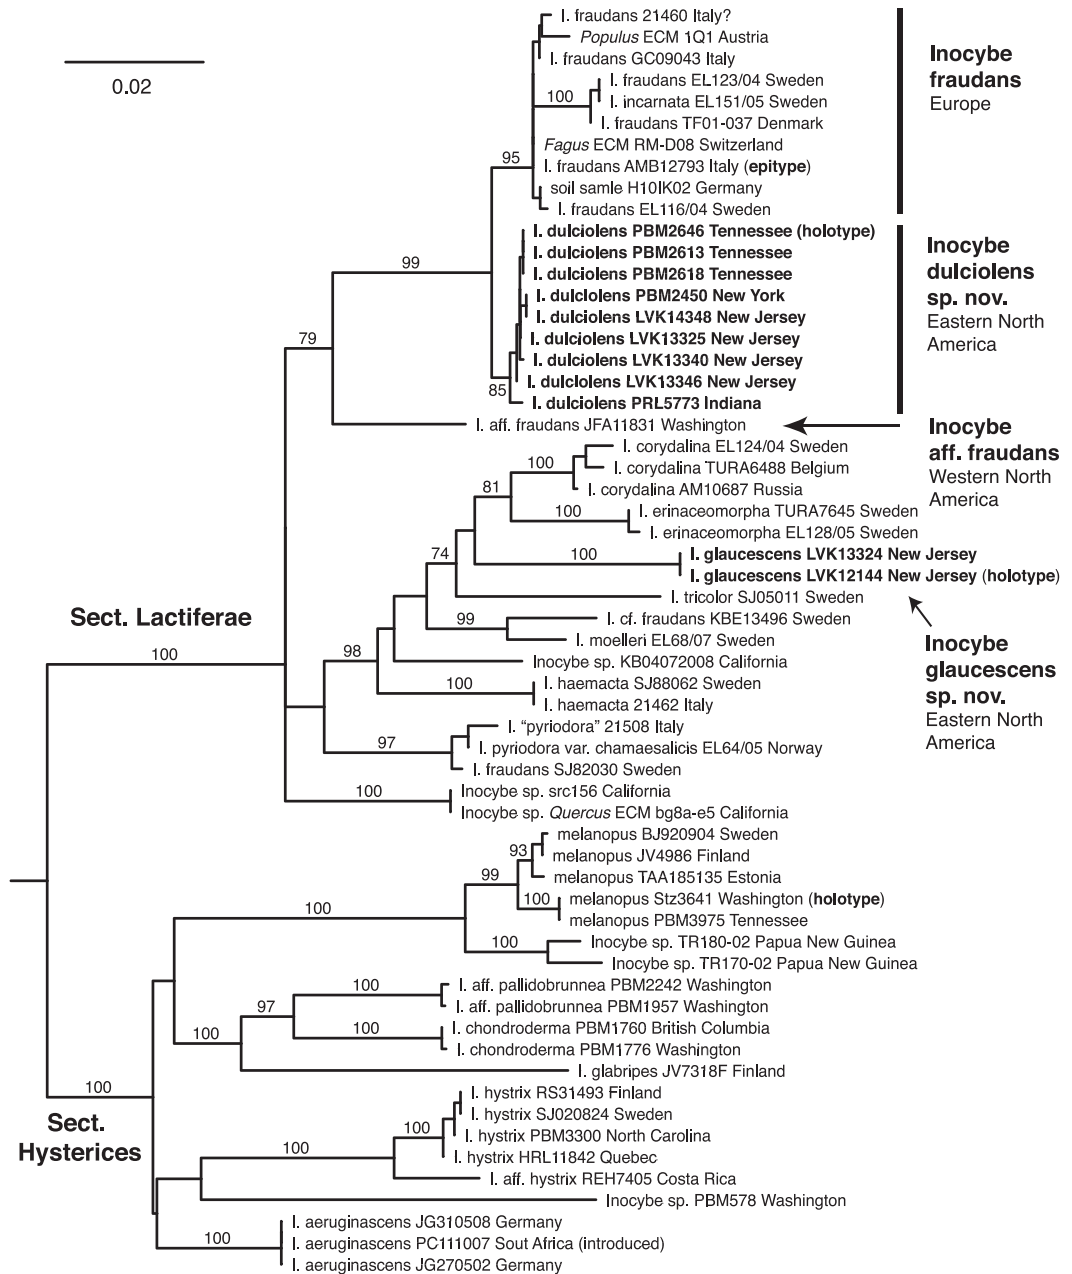 0.02
I. fraudans 21460 Italy?
Populus ECM 1Q1 Austria
I. fraudans GC09043 Italy
I. fraudans EL123/04 Sweden
100
I. incarnata EL151/05 Sweden
I. fraudans TF01-037 Denmark
Fagus ECM RM-D08 Switzerland
95
I. fraudans AMB12793 Italy (epitype)
soil samle H10IK02 Germany
I. fraudans EL116/04 Sweden
Inocybe
fraudans
Europe
I. dulciolens PBM2646 Tennessee (holotype)
I. dulciolens PBM2613 Tennessee
99
I. dulciolens PBM2618 Tennessee
I. dulciolens PBM2450 New York
I. dulciolens LVK14348 New Jersey
I. dulciolens LVK13325 New Jersey
79
I. dulciolens LVK13340 New Jersey
I. dulclolens LVK13346 New Jersey
85
I. dulciolens PRL5773 Indiana
Inocybe
dulciolens
sp. nov.
Eastern North
America
I. aff. fraudans JFA11831 Washington
Inocybe
aff. fraudans
Western North
America
I. corydalina EL124/04 Sweden
100
I. corydalina TURA6488 Belgium
81
I. corydalina AM10687 Russia
I. erinaceomorpha TURA7645 Sweden
100
I. erinaceomorpha EL128/05 Sweden
74
100
I. glaucescens LVK13324 New Jersey
I. glaucescens LVK12144 New Jersey (holotype)
I. tricolor SJ05011 Sweden
Sect. Lactiferae
99
I. cf. fraudans KBE13496 Sweden
I. moelleri EL68/07 Sweden
Inocybe
glaucescens
sp. nov.
Eastern North
America
100
98
Inocybe sp. KB04072008 California
100
I. haemacta SJ88062 Sweden
I. haemacta 21462 Italy
I. “pyriodora” 21508 Italy
97
I. pyriodora var. chamaesalicis EL64/05 Norway
I. fraudans SJ82030 Sweden
100
Inocybe sp. src156 California
Inocybe sp. Quercus ECM bg8a-e5 California
melanopus BJ920904 Sweden
93
melanopus JV4986 Finland
99
melanopus TAA185135 Estonia
100
melanopus Stz3641 Washington (holotype)
100
melanopus PBM3975 Tennessee
100
Inocybe sp. TR180-02 Papua New Guinea
Inocybe sp. TR170-02 Papua New Guinea
100
I. aff. pallidobrunnea PBM2242 Washington
97
I. aff. pallidobrunnea PBM1957 Washington
100
100
I. chondroderma PBM1760 British Columbia
I. chondroderma PBM1776 Washington
I. glabripes JV7318F Finland
100
Sect.
Hysterices
I. hystrix RS31493 Finland
I. hystrix SJ020824 Sweden
100
I. hystrix PBM3300 North Carolina
100
I. hystrix HRL11842 Quebec
I. aff. hystrix REH7405 Costa Rica
Inocybe sp. PBM578 Washington
I. aeruginascens JG310508 Germany
100
I. aeruginascens PC111007 Sout Africa (introduced)
I. aeruginascens JG270502 Germany